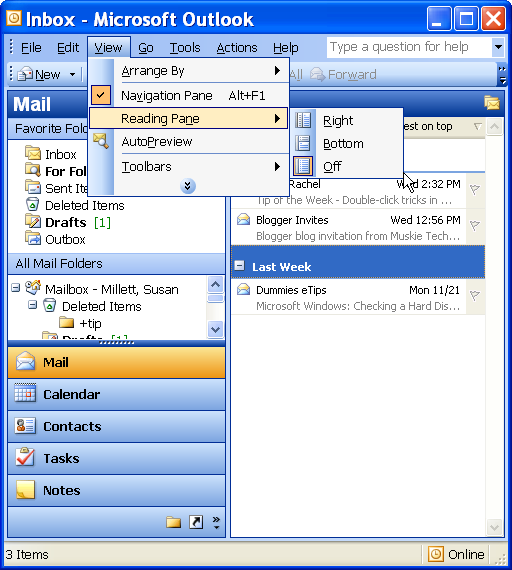 Inbox - Microsoft Outlook
File Edit View Go Tools Actions Help Type a question for help
New All Forward
Arrange By
Navigation Pane Alt+F1
Reading Pane
AutoPreview
Toolbars
Right
Bottom
Off
Mail
Favorite
Inbox
Sent Item
Deleted Items
Drafts [1]
Outbox
All Mail Folders
Mailbox - Millett, Susan
Deleted Items
+tip
Drafts [1]
Mail
Calendar
Contacts
Tasks
Notes
est on top
Rachel Wed 2:32 PM
Tip of the Week - Double-click tricks in ...
Blogger Invites Wed 12:56 PM
Blogger blog invitation from Muskie Tech...
Last Week
Dummies eTips Mon 11/21
Microsoft Windows: Checking a Hard Dis...
3 Items Online